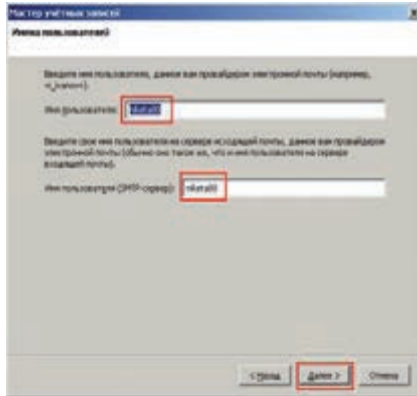 Мастер учётных записей
Имена пользователей
Введите имя пользователя, данное вам провайдером электронной почты (например,
Имя пользователя:
Введите своё имя пользователя на сервере исходящей почты, данное вам провайдером
электронной почты (обычно оно такое же, что и имя пользователя на сервере
входящей почты).
Имя пользователя (SMTP-сервер):
< Назад
Далее >
Отмена